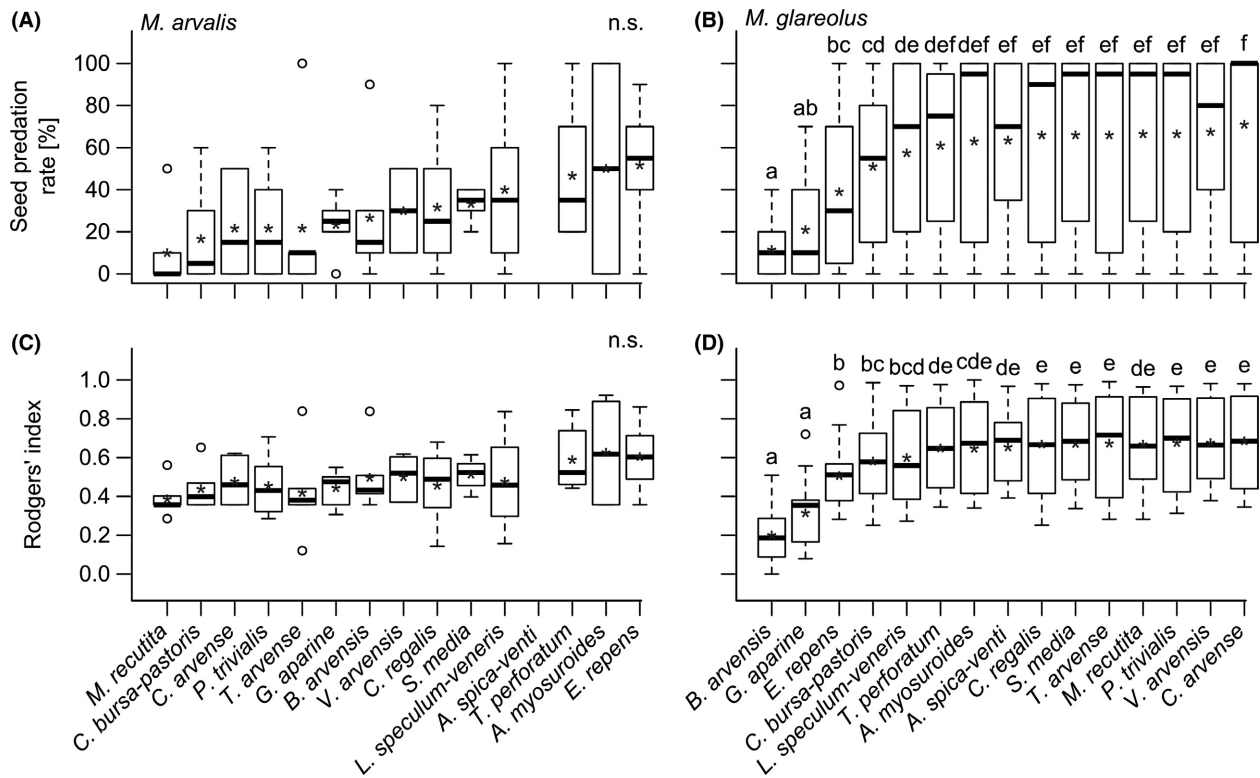 (A) M. arvalis n.s.
Seed predation
rate [%]
100
80
60
40
20
0
(B) M. glareolus
a ab bc cd de def def ef ef ef ef ef ef ef f
(C) n.s.
Rodgers' index
1.0
0.8
0.6
0.4
0.2
0.0
M. recutita
C. bursa-pastoris
C. arvense
P. trivialis
T. arvense
G. aparine
B. arvensis
V. arvensis
C. regalis
S. media
L. speculum-veneris
A. spica-venti
T. perforatum
A. myosuroides
E. repens
(D)
a a b bc bcd de cde de e e e de e e e
B. arvensis
G. aparine
E. repens
C. bursa-pastoris
L. speculum-veneris
T. perforatum
A. myosuroides
A. spica-venti
C. regalis
S. media
T. arvense
M. recutita
P. trivialis
V. arvensis
C. arvense